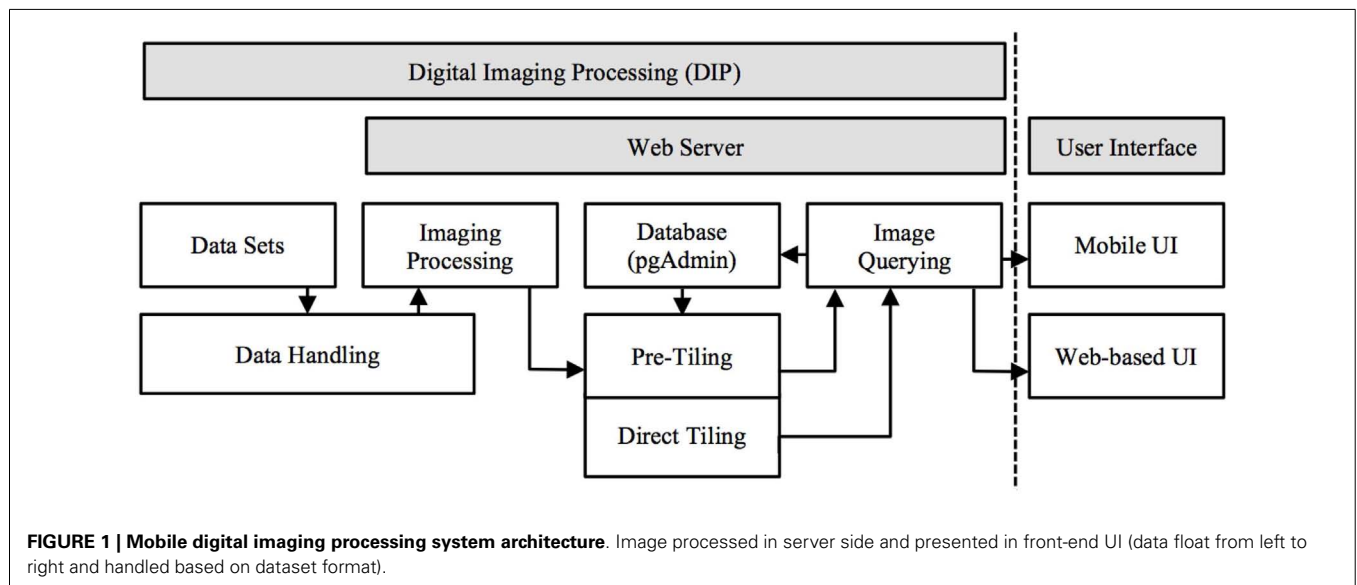 Digital Imaging Processing (DIP)
Web Server
User Interface
Data Sets
Imaging
Processing
Database
(pgAdmin)
Image
Querying
Mobile UI
Data Handling
Pre-Tiling
Web-based UI
Direct Tiling
FIGURE 1 | Mobile digital imaging processing system architecture. Image processed in server side and presented in front-end UI (data float from left to
right and handled based on dataset format).